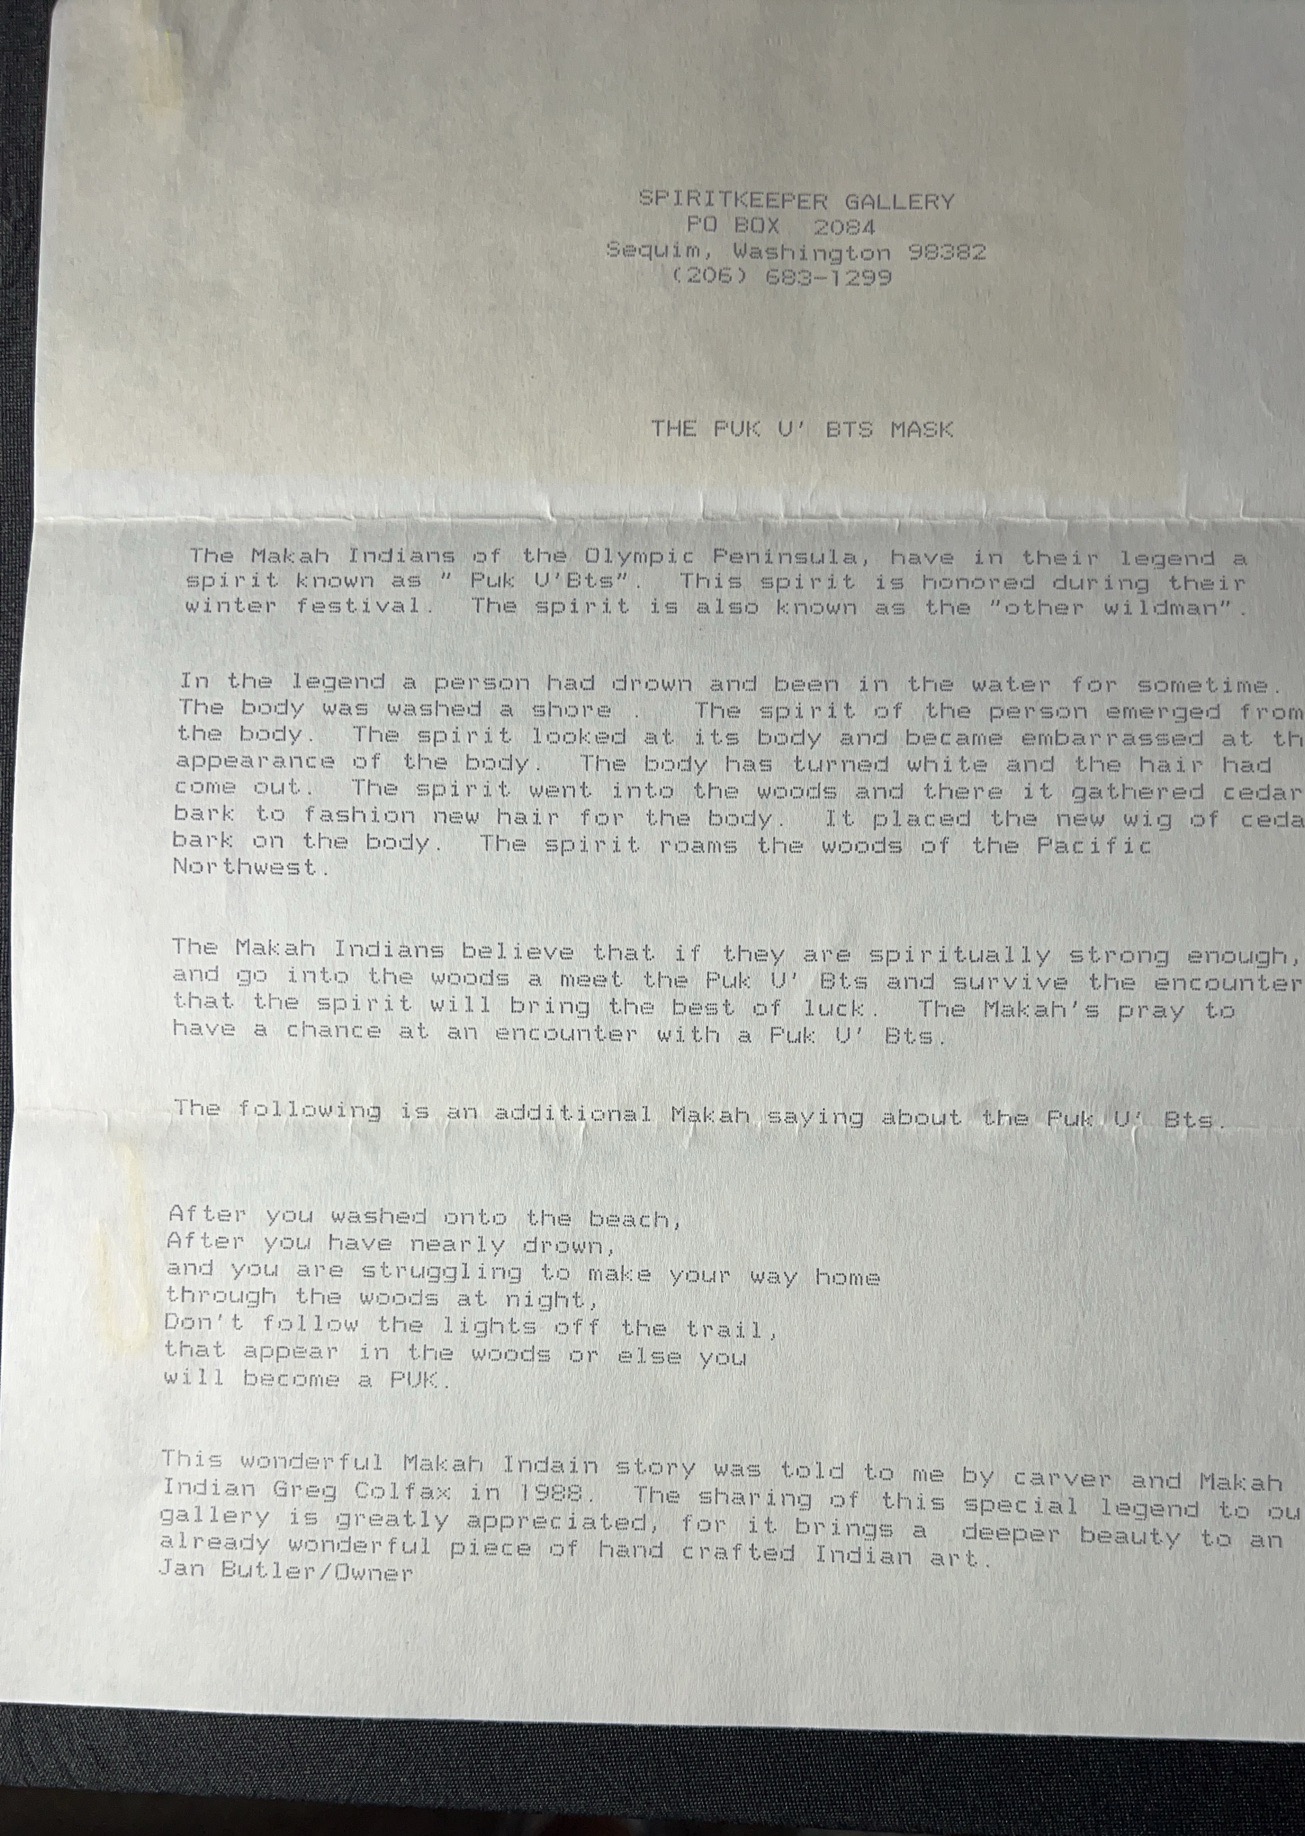 SPIRITKEEPER GALLERY
PO BOX  2084
Sequim, Washington 98382
(206) 683-1299
THE PUK U' BTS MASK
The Makah Indians of the Olympic Peninsula, have in their legend a
spirit known as " Puk U'Bts".  This spirit is honored during their
winter festival.  The spirit is also known as the "other wildman".
In the legend a person had drown and been in the water for sometime.
The body was washed a shore .   The spirit of the person emerged from
the body.  The spirit looked at its body and became embarrassed at th
appearance of the body.  The body has turned white and the hair had
come out.  The spirit went into the woods and there it gathered cedar
bark to fashion new hair for the body.  It placed the new wig of ceda
bark on the body.  The spirit roams the woods of the Pacific
Northwest.
The Makah Indians believe that if they are spiritually strong enough,
and go into the woods a meet the Puk U' Bts and survive the encounter
that the spirit will bring the best of luck.  The Makah's pray to
have a chance at an encounter with a Puk U' Bts.
The following is an additional Makah saying about the Puk U' Bts.
After you washed onto the beach,
After you have nearly drown,
and you are struggling to make your way home
through the woods at night,
Don't follow the lights off the trail,
that appear in the woods or else you
will become a PUK.
This wonderful Makah Indain story was told to me by carver and Makah
Indian Greg Colfax in 1988.  The sharing of this special legend to ou
gallery is greatly appreciated, for it brings a  deeper beauty to an
already wonderful piece of hand crafted Indian art.
Jan Butler/Owner